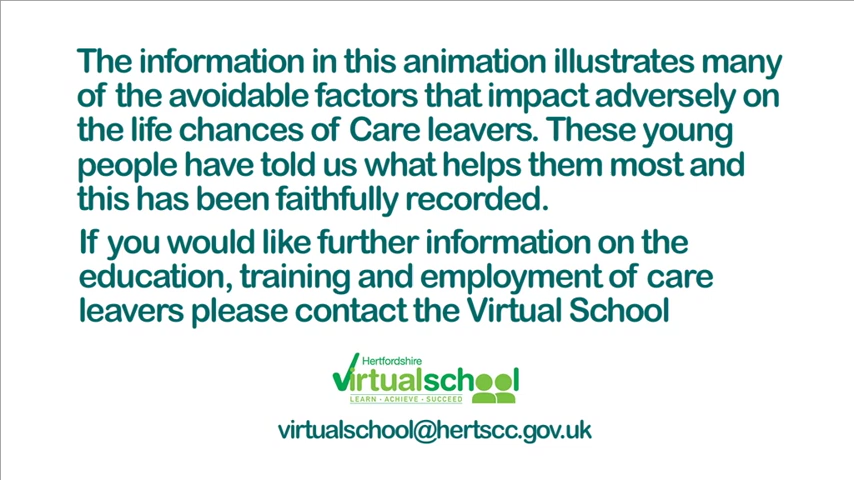 The information in this animation illustrates many
of the avoidable factors that impact adversely on
the life chances of Care leavers. These young
people have told us what helps them most and
this has been faithfully recorded.
If you would like further information on the
education, training and employment of care
leavers please contact the Virtual School
Hertfordshire
Virtualschool
LEARN - ACHIEVE - SUCCEED
virtualschool@hertscc.gov.uk